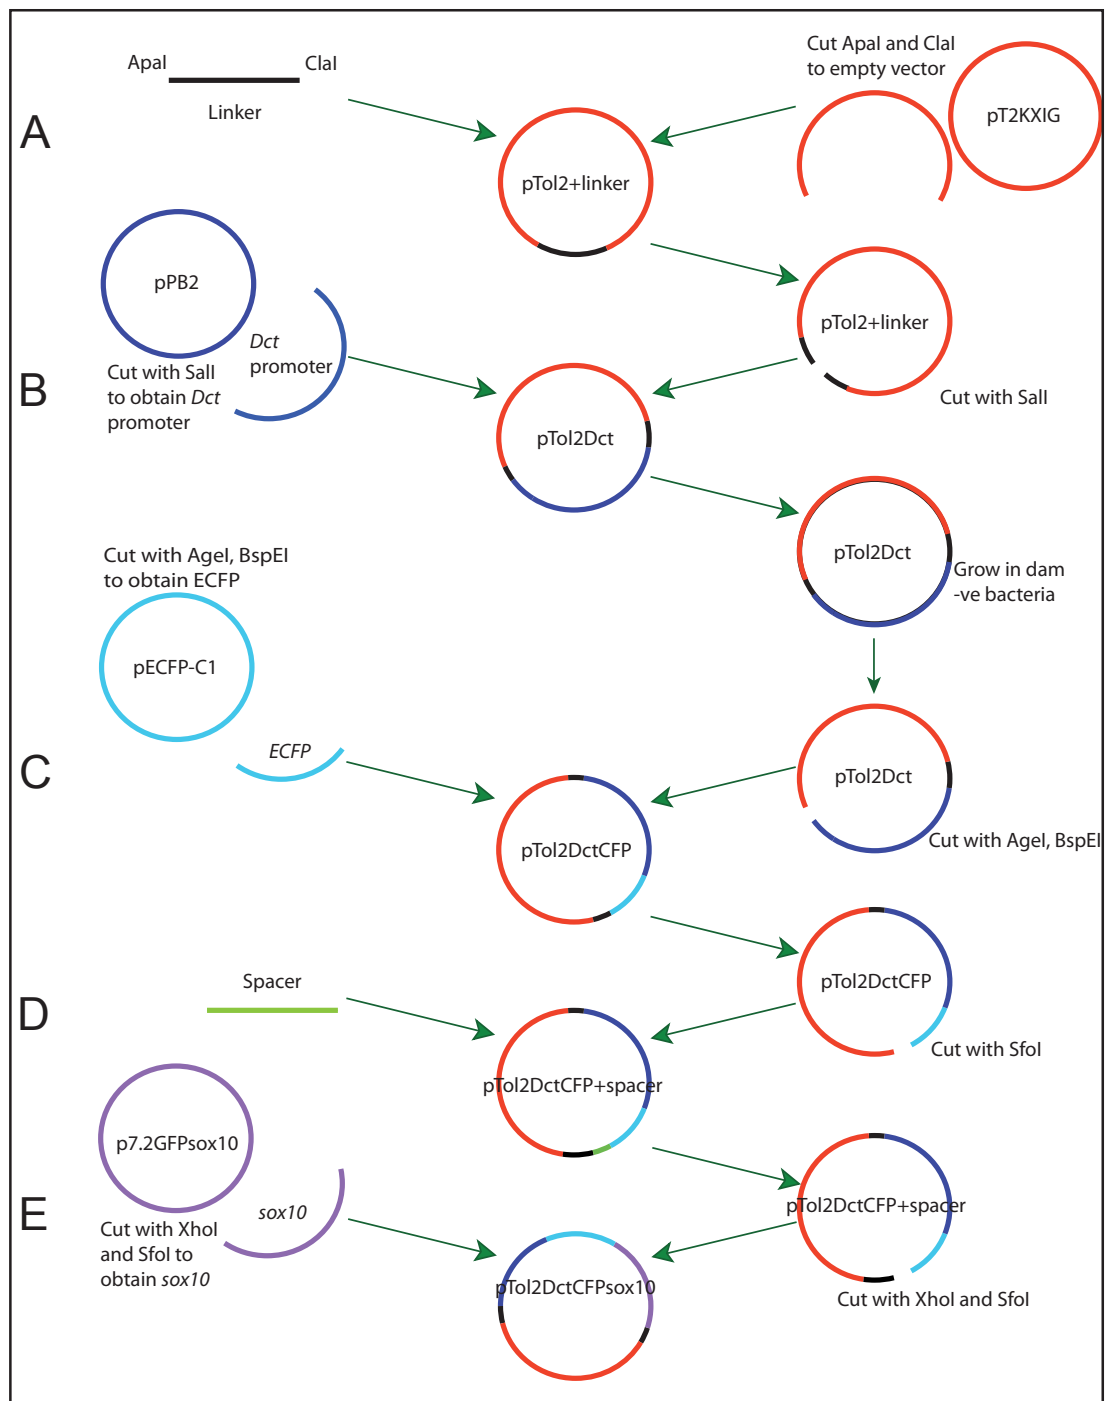 ApaI
ClaI
Linker
Cut ApaI and ClaI
to empty vector
pT2KXIG
A
pTol2+linker
pPB2
Dct
promoter
Cut with SalI
to obtain Dct
promoter
pTol2+linker
Cut with SalI
B
pTol2Dct
pTol2Dct
Grow in dam
-ve bacteria
Cut with AgeI, BspEI
to obtain ECFP
pECFP-C1
ECFP
C
pTol2Dct
Cut with AgeI, BspEI
pTol2DctCFP
Spacer
D
pTol2DctCFP
Cut with SfoI
pTol2DctCFP+spacer
p7.2GFPsox10
sox10
E
Cut with XhoI
and SfoI to
obtain sox10
pTol2DctCFP+spacer
Cut with XhoI and SfoI
pTol2DctCFPsox10